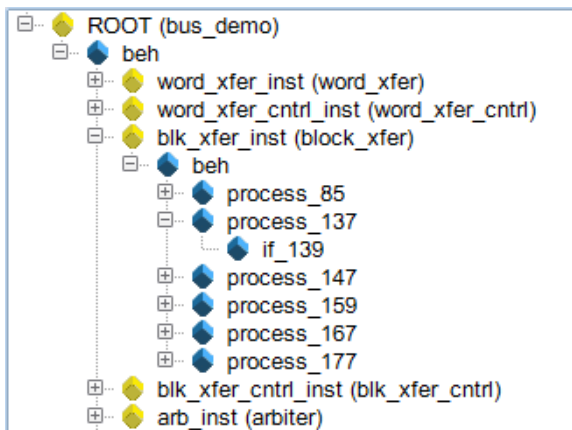 ROOT (bus_demo)
beh
word_xfer_inst (word_xfer)
word_xfer_cntrl_inst (word_xfer_cntrl)
blk_xfer_inst (block_xfer)
beh
process_85
process_137
if_139
process_147
process_159
process_167
process_177
blk_xfer_cntrl_inst (blk_xfer_cntrl)
arb_inst (arbiter)